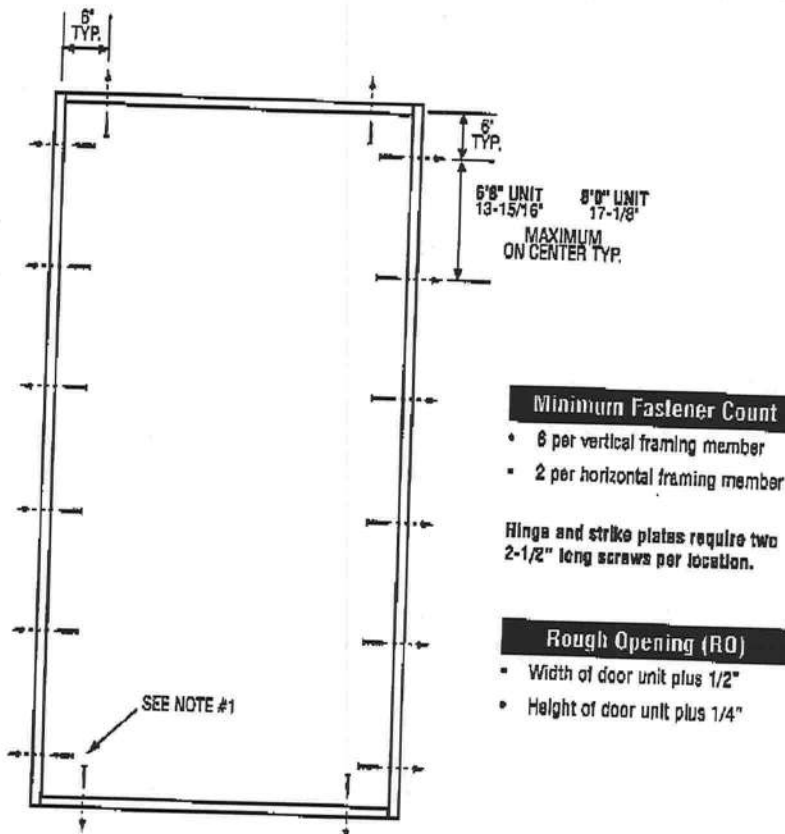 6"
TYP.
6"
TYP.
6'8" UNIT 8'0" UNIT
13-15/16" 17-1/8"
MAXIMUM
ON CENTER TYP.
Minimum Fastener Count
• 6 per vertical framing member
• 2 per horizontal framing member
Hinge and strike plates require two
2-1/2" long screws per location.
Rough Opening (RO)
• Width of door unit plus 1/2"
• Height of door unit plus 1/4"
SEE NOTE #1